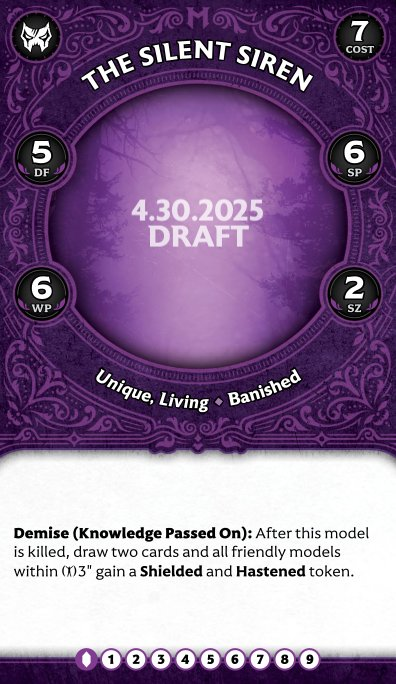 THE SILENT SIREN
7
COST
5
DF
6
SP
4.30.2025
DRAFT
6
WP
2
SZ
Unique, Living ◆ Banished
Demise (Knowledge Passed On): After this model
is killed, draw two cards and all friendly models
within 3" gain a Shielded and Hastened token.
1 2 3 4 5 6 7 8 9